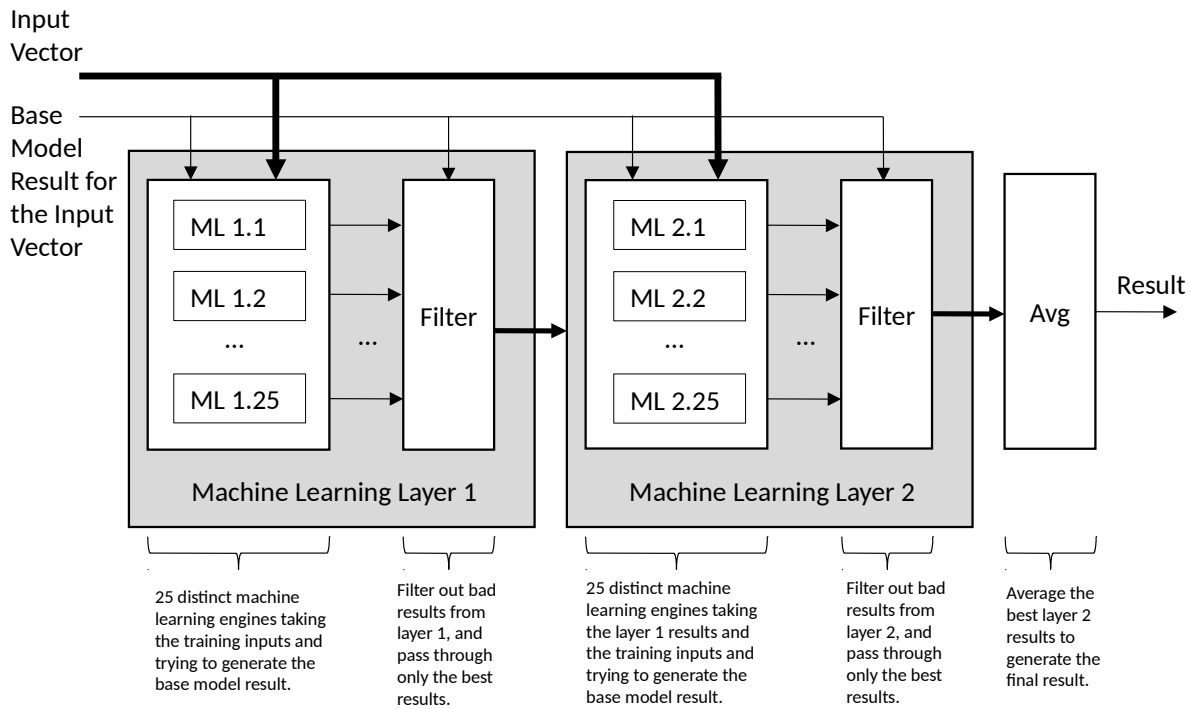 Input
Vector
Base
Model
Result for
the Input
Vector
ML 1.1
ML 1.2
...
ML 1.25
...
Filter
Machine Learning Layer 1
ML 2.1
ML 2.2
...
ML 2.25
...
Filter
Machine Learning Layer 2
Avg
Result
25 distinct machine
learning engines taking
the training inputs and
trying to generate the
base model result.
Filter out bad
results from
layer 1, and
pass through
only the best
results.
25 distinct machine
learning engines taking
the layer 1 results and
the training inputs and
trying to generate the
base model result.
Filter out bad
results from
layer 2, and
pass through
only the best
results.
Average the
best layer 2
results to
generate the
final result.